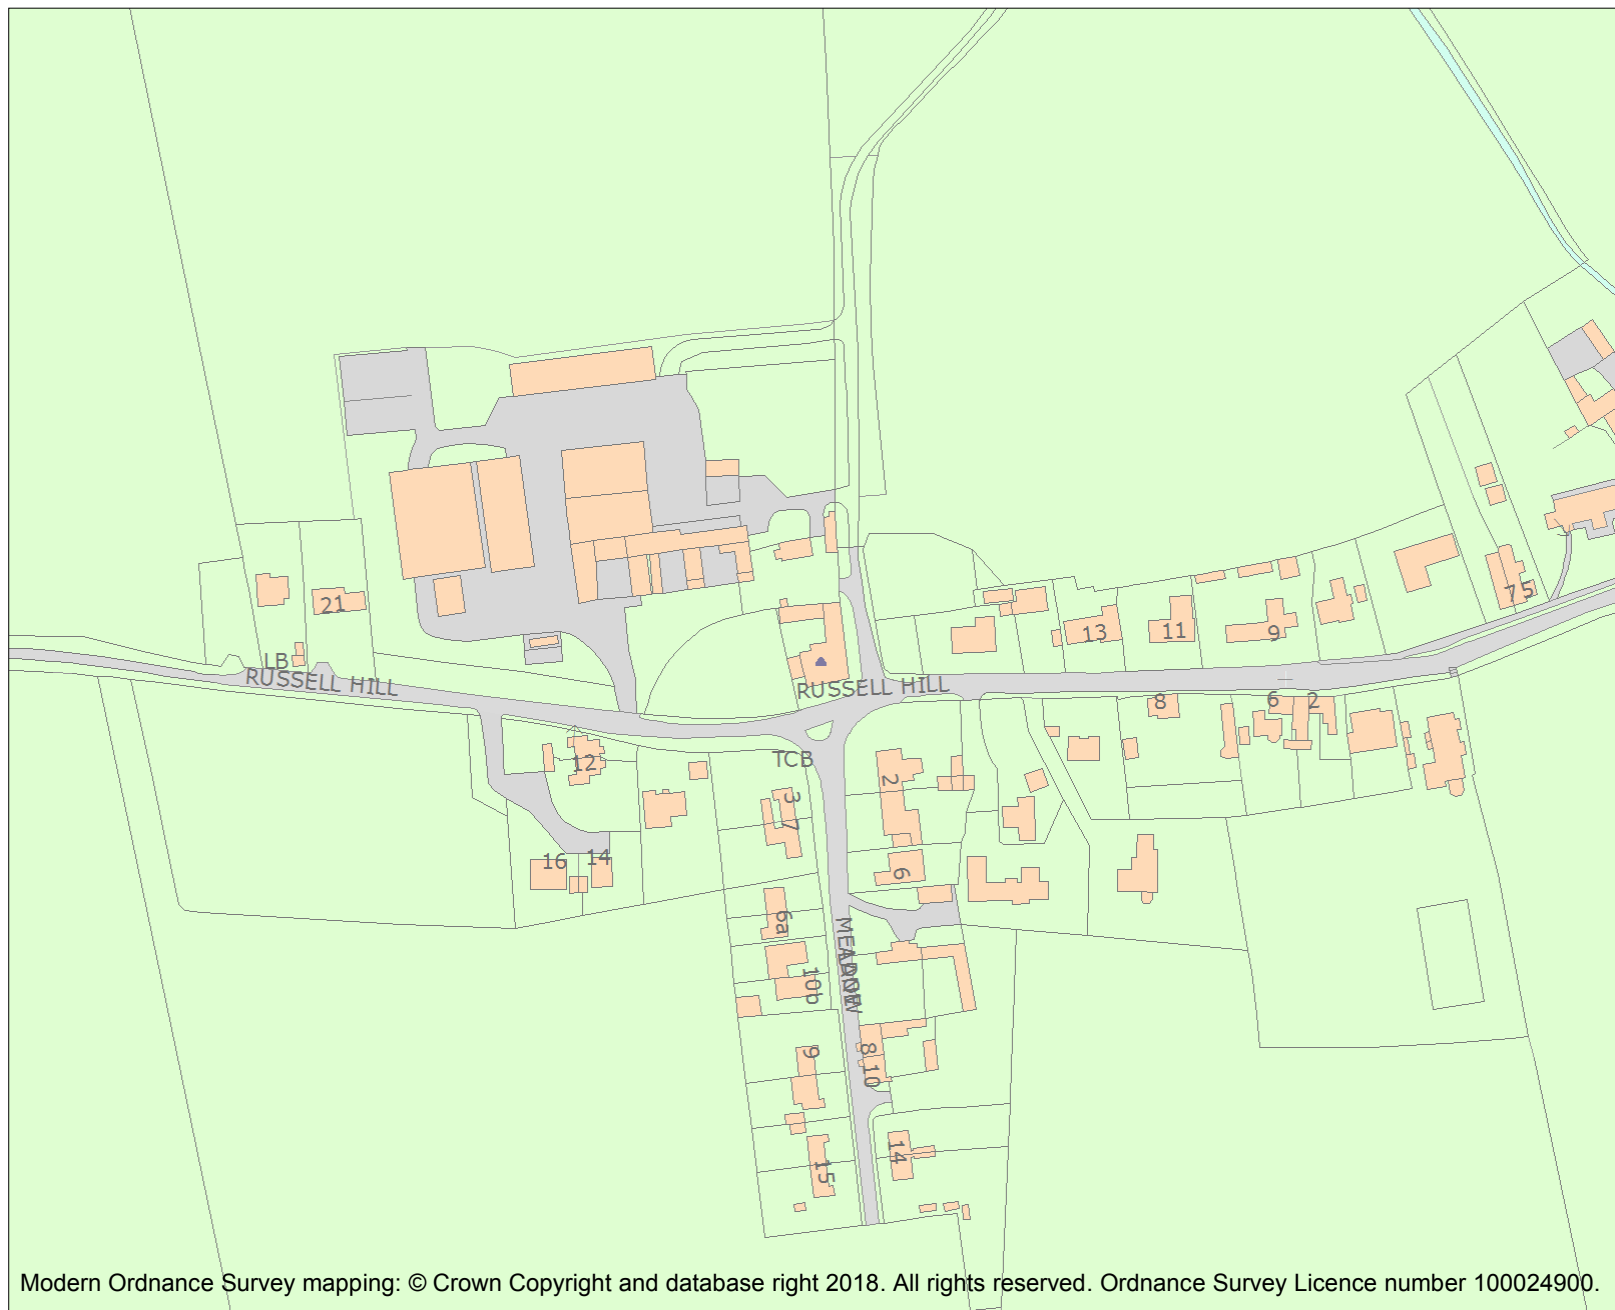 21
LB
RUSSELL HILL
RUSSELL HILL
13
11
9
7
5
8
6
2
12
TCB
16
14
3
7
2
6
6a
10b
MEADOW
LANE
9
8
10
15
14
Modern Ordnance Survey mapping: © Crown Copyright and database right 2018. All rights reserved. Ordnance Survey Licence number 100024900.